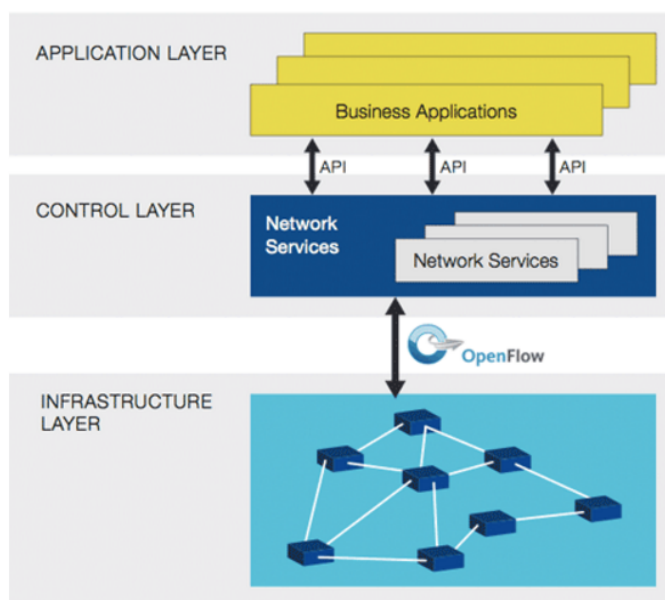 APPLICATION LAYER
Business Applications
API
API
API
CONTROL LAYER
Network
Services
Network Services
OpenFlow
INFRASTRUCTURE
LAYER